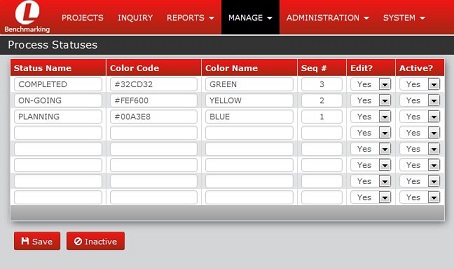 L
Benchmarking
PROJECTS INQUIRY REPORTS MANAGE ADMINISTRATION SYSTEM
Process Statuses
Status Name Color Code Color Name Seq # Edit? Active?
COMPLETED #32CD32 GREEN 3 Yes Yes
ON-GOING #FEF600 YELLOW 2 Yes Yes
PLANNING #00A3E8 BLUE 1 Yes Yes
Yes Yes
Yes Yes
Yes Yes
Yes Yes
Yes Yes
Save Inactive